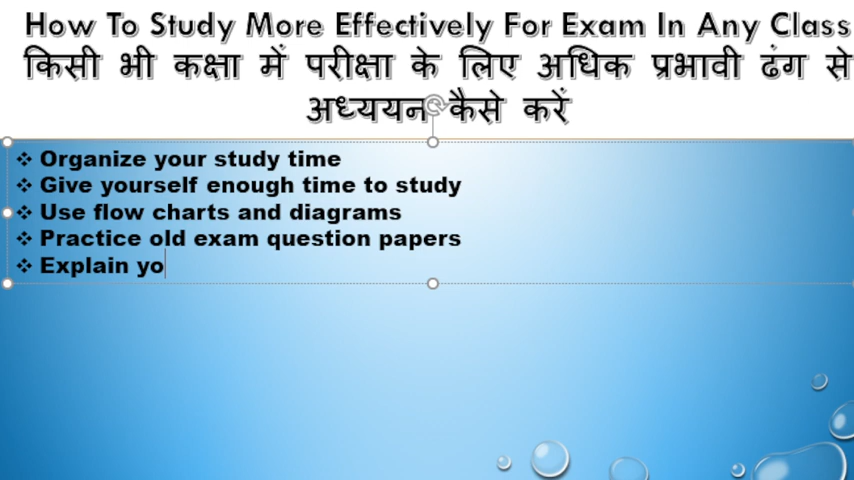 How To Study More Effectively For Exam In Any Class
किसी भी कक्षा में परीक्षा के लिए अधिक प्रभावी ढंग से
अध्ययन कैसे करें
❖ Organize your study time
❖ Give yourself enough time to study
❖ Use flow charts and diagrams
❖ Practice old exam question papers
❖ Explain yo